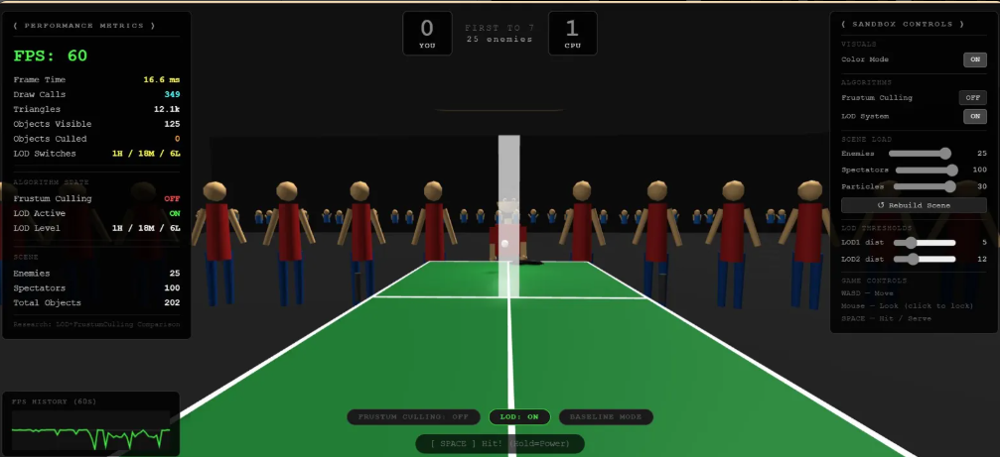 ( PERFORMANCE METRICS )
FPS: 60
Frame Time 16.6 ms
Draw Calls 349
Triangles 12.1k
Objects Visible 125
Objects Culled 0
LOD Switches 1H / 18M / 6L
ALGORITHM STATE
Frustum Culling OFF
LOD Active ON
LOD Level 1H / 18M / 6L
SCENE
Enemies 25
Spectators 100
Total Objects 202
Research: LOD+FrustumCulling Comparison
FPS HISTORY (60s)
0
YOU
FIRST TO 7
25 enemies
1
CPU
FRUSTUM CULLING: OFF
LOD: ON
BASELINE MODE
[ SPACE ] Hit! (Hold=Power)
( SANDBOX CONTROLS )
VISUALS
Color Mode ON
ALGORITHMS
Frustum Culling OFF
LOD System ON
SCENE LOAD
Enemies 25
Spectators 100
Particles 30
↺ Rebuild Scene
LOD THRESHOLDS
LOD1 dist 5
LOD2 dist 12
GAME CONTROLS
WASD — Move
Mouse — Look (click to lock)
SPACE — Hit / Serve